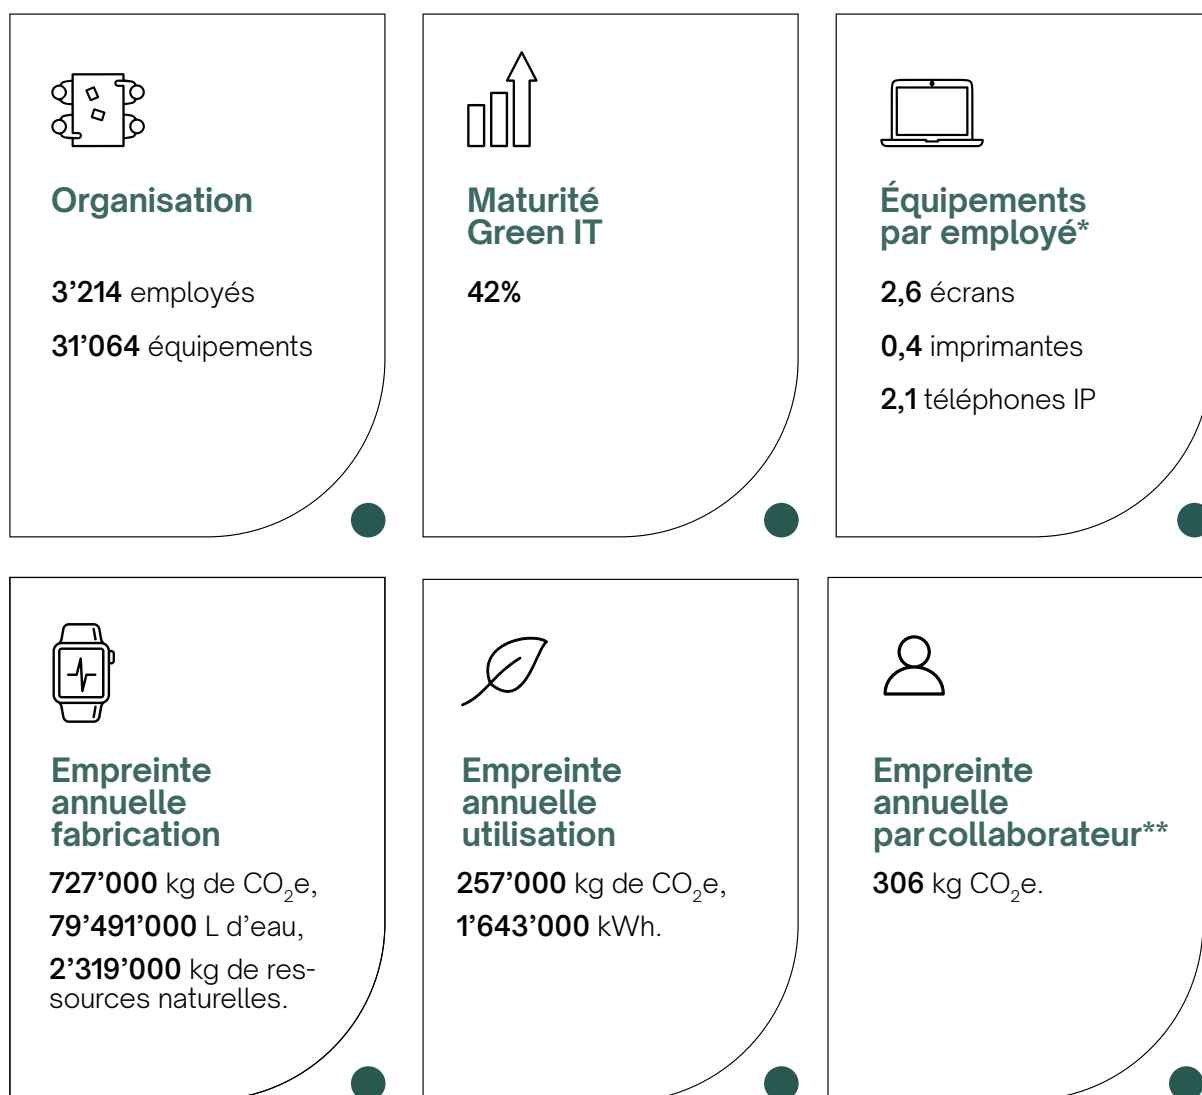 Organisation
3’214 employés
31’064 équipements
Maturité
Green IT
42%
Équipements
par employé*
2,6 écrans
0,4 imprimantes
2,1 téléphones IP
Empreinte
annuelle
fabrication
727’000 kg de CO₂e,
79’491’000 L d’eau,
2’319’000 kg de res-
sources naturelles.
Empreinte
annuelle
utilisation
257’000 kg de CO₂e,
1’643’000 kWh.
Empreinte
annuelle
par collaborateur**
306 kg CO₂e.